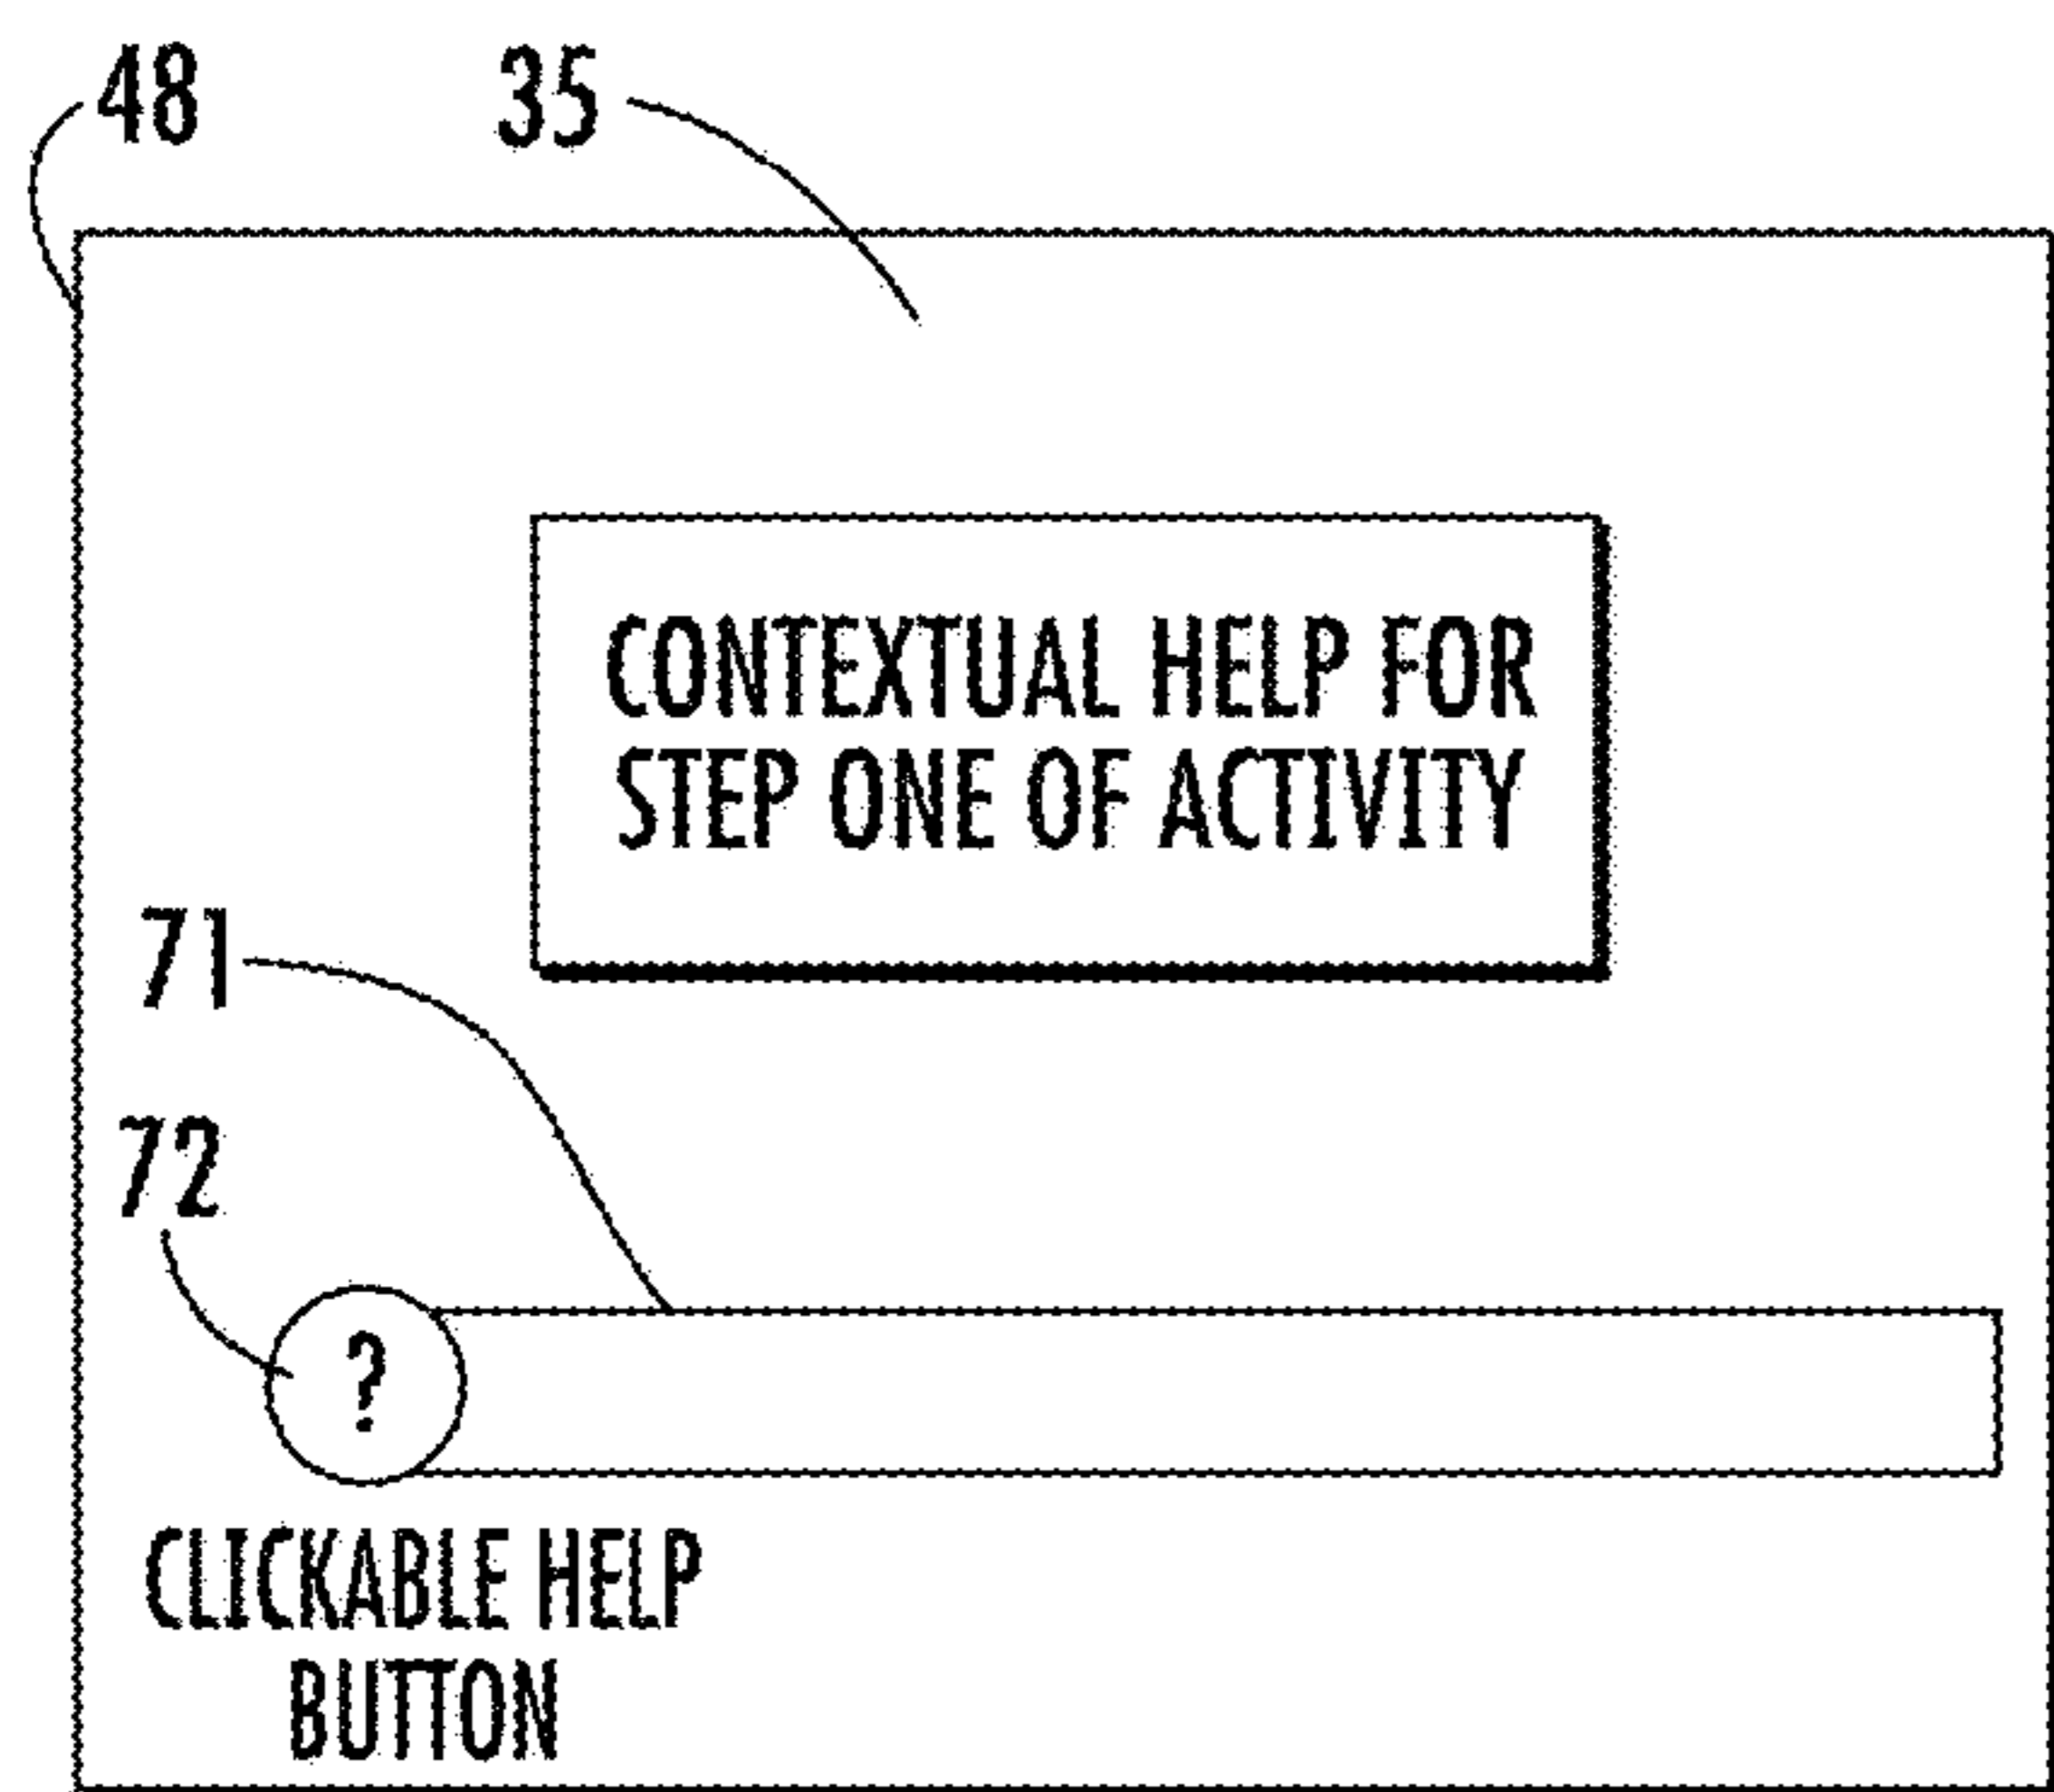 48
35
CONTEXTUAL HELP FOR
STEP ONE OF ACTIVITY
71
72
?
CLICKABLE HELP
BUTTON